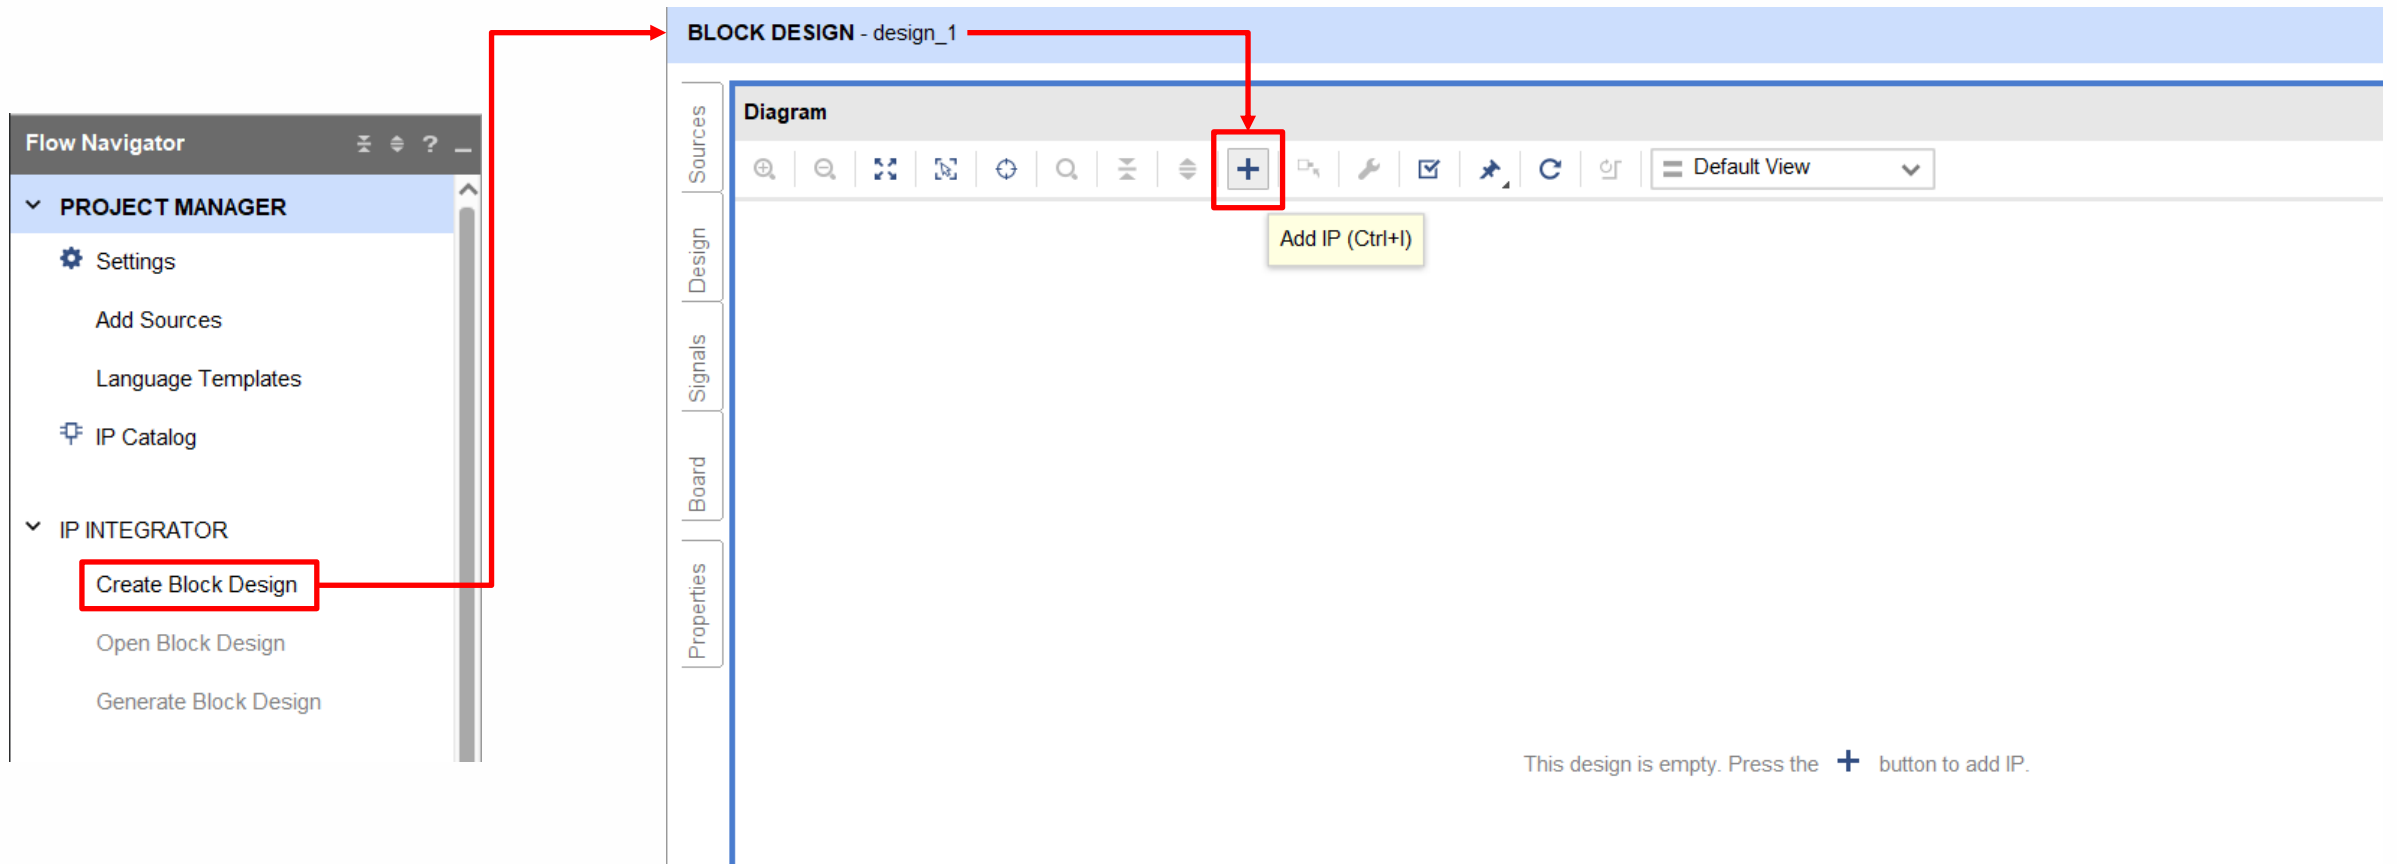 Flow Navigator
?
PROJECT MANAGER
Settings
Add Sources
Language Templates
IP Catalog
IP INTEGRATOR
Create Block Design
Open Block Design
Generate Block Design
BLOCK DESIGN - design_1
Sources
Design
Signals
Board
Properties
Diagram
Default View
Add IP (Ctrl+I)
This design is empty. Press the + button to add IP.